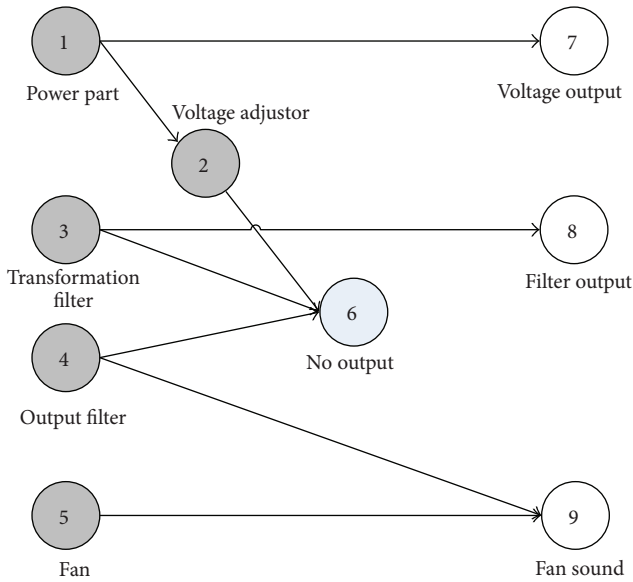 1
7
Power part
Voltage output
Voltage adjustor
2
3
8
Transformation
filter
Filter output
6
4
No output
Output filter
5
9
Fan
Fan sound